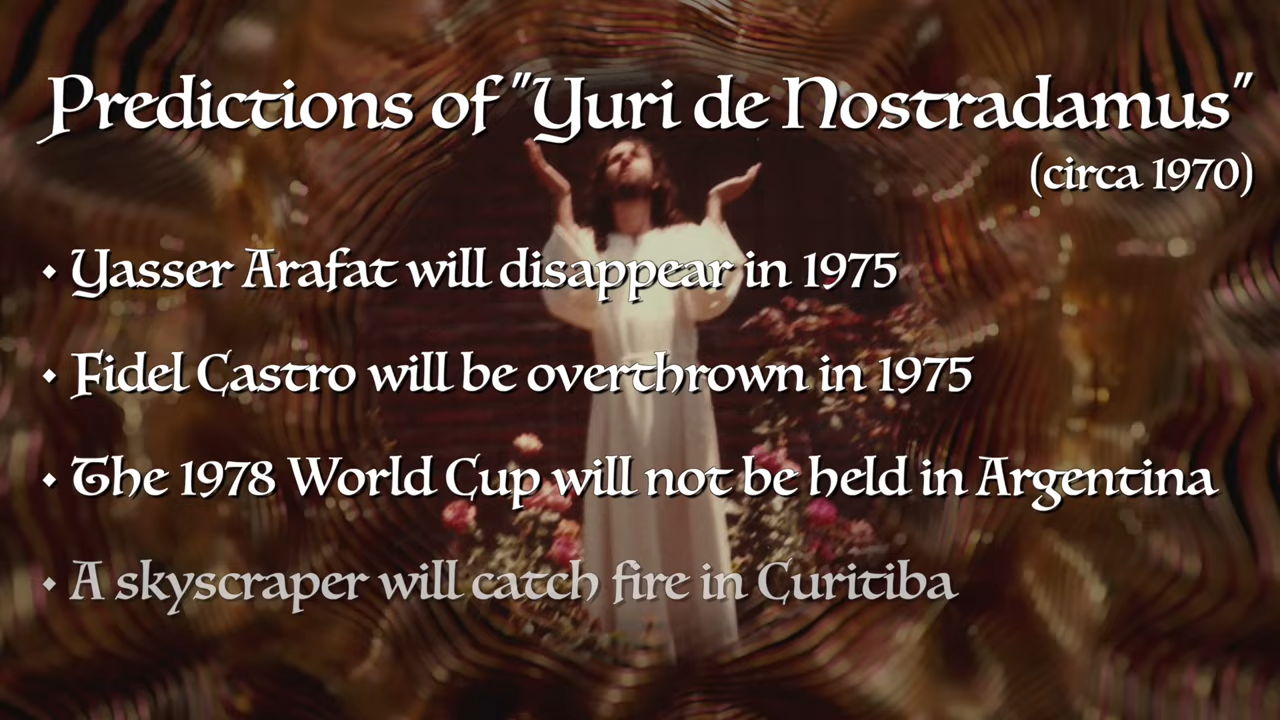 Predictions of "Yuri de Nostradamus"
(circa 1970)
• Yasser Arafat will disappear in 1975
• Fidel Castro will be overthrown in 1975
• The 1978 World Cup will not be held in Argentina
• A skyscraper will catch fire in Curitiba